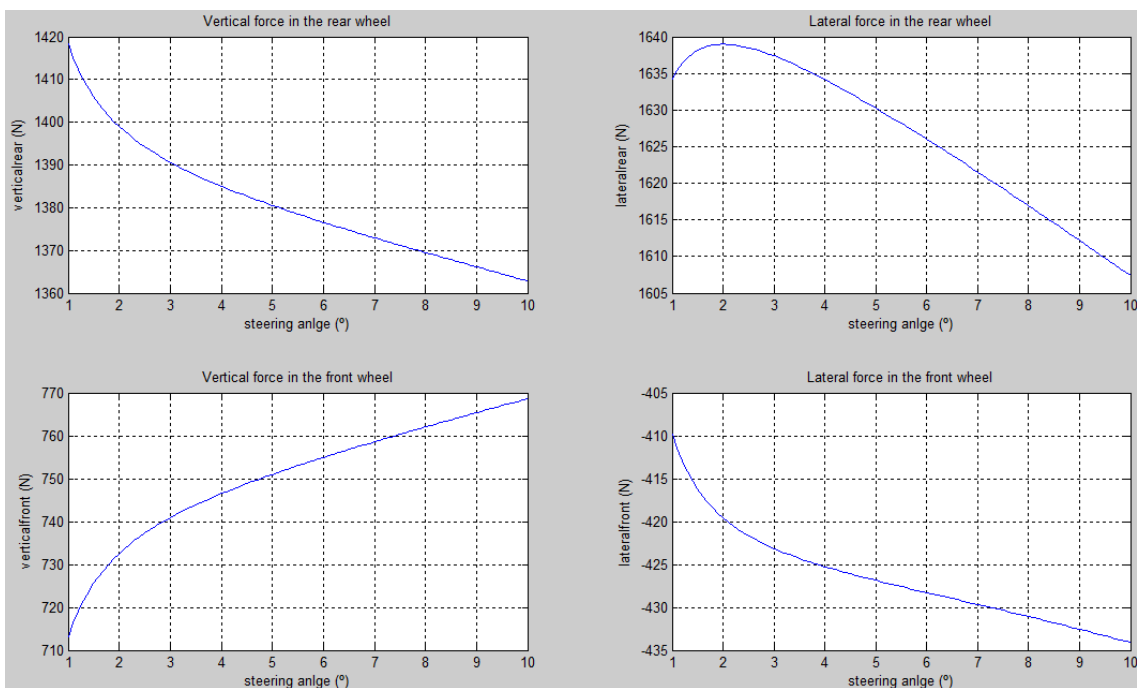 Vertical force in the rear wheel
1420
1410
1400
1390
1380
1370
1360
verticalrear (N)
1 2 3 4 5 6 7 8 9 10
steering anlge (º)
Lateral force in the rear wheel
1640
1635
1630
1625
1620
1615
1610
1605
lateralrear (N)
1 2 3 4 5 6 7 8 9 10
steering anlge (º)
Vertical force in the front wheel
770
760
750
740
730
720
710
verticalfront (N)
1 2 3 4 5 6 7 8 9 10
steering anlge (º)
Lateral force in the front wheel
-405
-410
-415
-420
-425
-430
-435
lateralfront (N)
1 2 3 4 5 6 7 8 9 10
steering anlge (º)